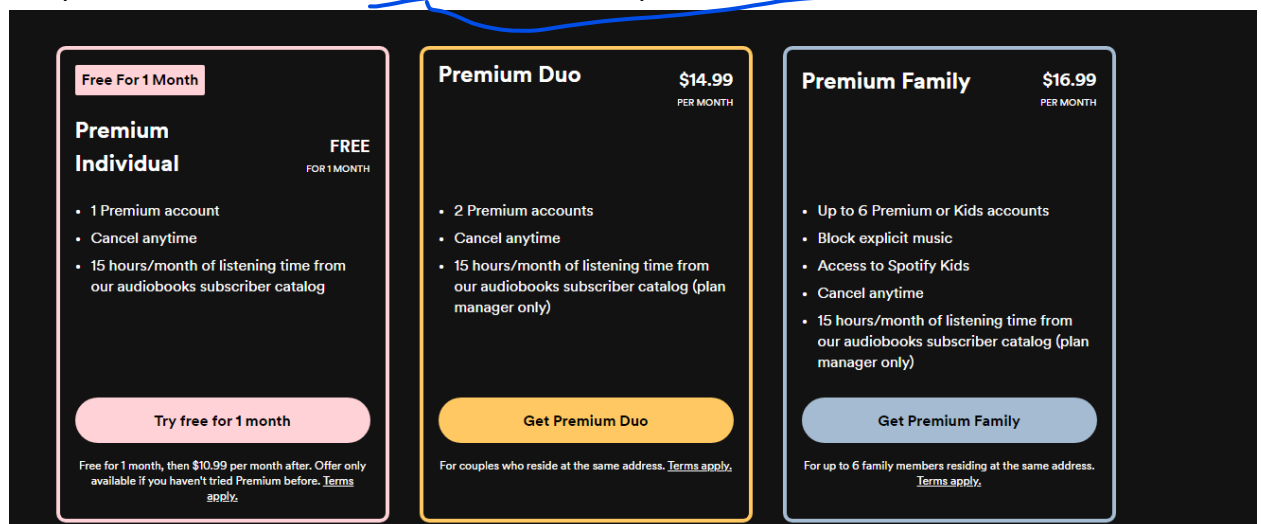 Free For 1 Month
Premium
Individual
FREE
FOR 1 MONTH
• 1 Premium account
• Cancel anytime
• 15 hours/month of listening time from
our audiobooks subscriber catalog
Try free for 1 month
Free for 1 month, then $10.99 per month after. Offer only
available if you haven't tried Premium before. Terms
apply.
Premium Duo
$14.99
PER MONTH
• 2 Premium accounts
• Cancel anytime
• 15 hours/month of listening time from
our audiobooks subscriber catalog (plan
manager only)
Get Premium Duo
For couples who reside at the same address. Terms apply.
Premium Family
$16.99
PER MONTH
• Up to 6 Premium or Kids accounts
• Block explicit music
• Access to Spotify Kids
• Cancel anytime
• 15 hours/month of listening time from
our audiobooks subscriber catalog (plan
manager only)
Get Premium Family
For up to 6 family members residing at the same address.
Terms apply.